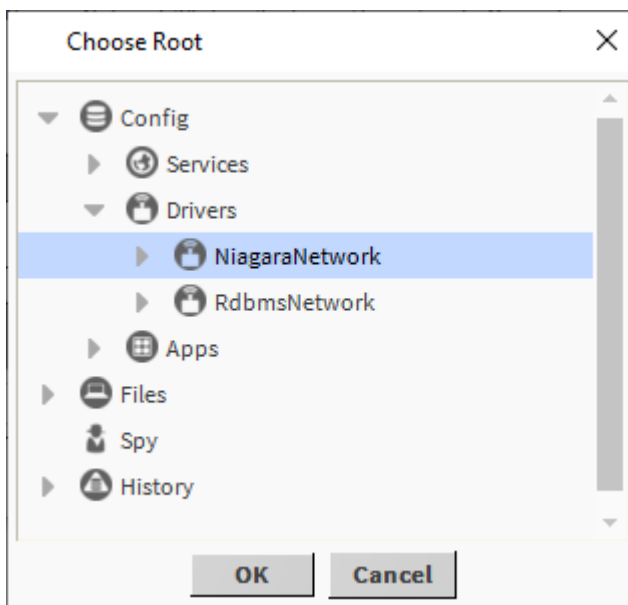 Choose Root
Config
Services
Drivers
NiagaraNetwork
RdbmsNetwork
Apps
Files
Spy
History
OK Cancel